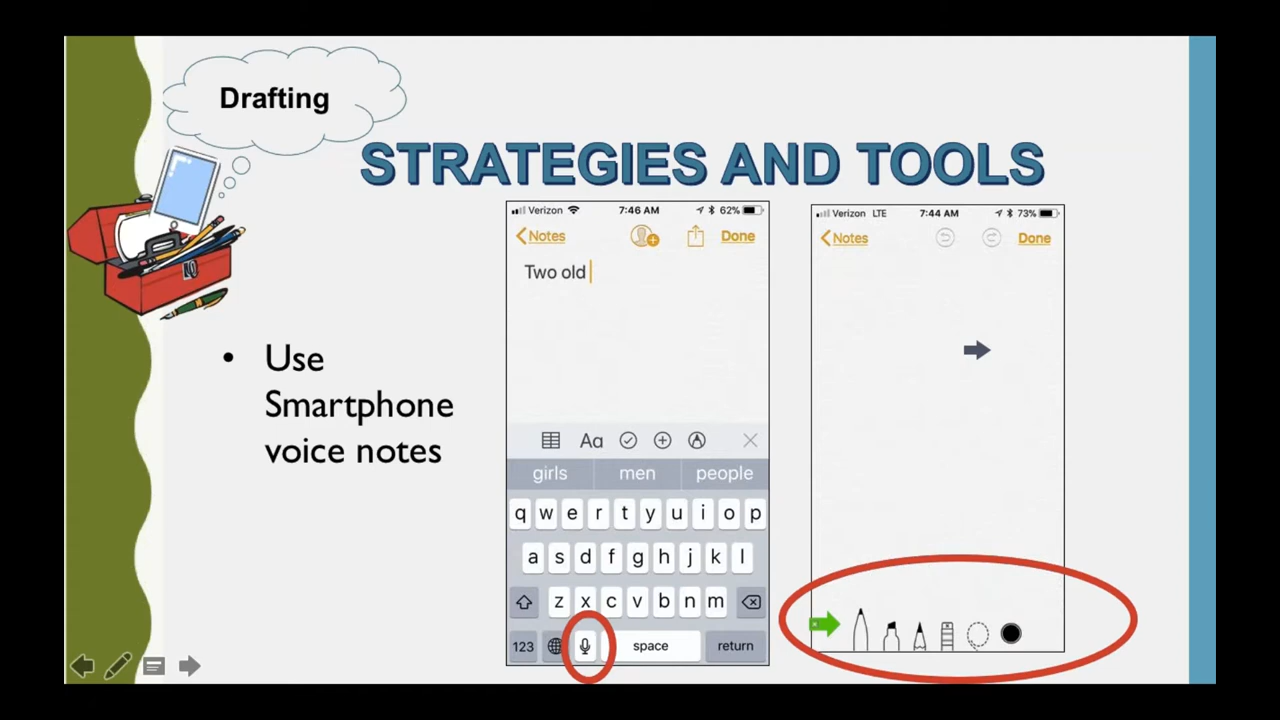 Drafting
STRATEGIES AND TOOLS
• Use
Smartphone
voice notes
Verizon 7:46 AM 62%
Notes Done
Two old
Aa
girls men people
q w e r t y u i o p
a s d f g h j k l
z x c v b n m
123 space return
Verizon LTE 7:44 AM 73%
Notes Done